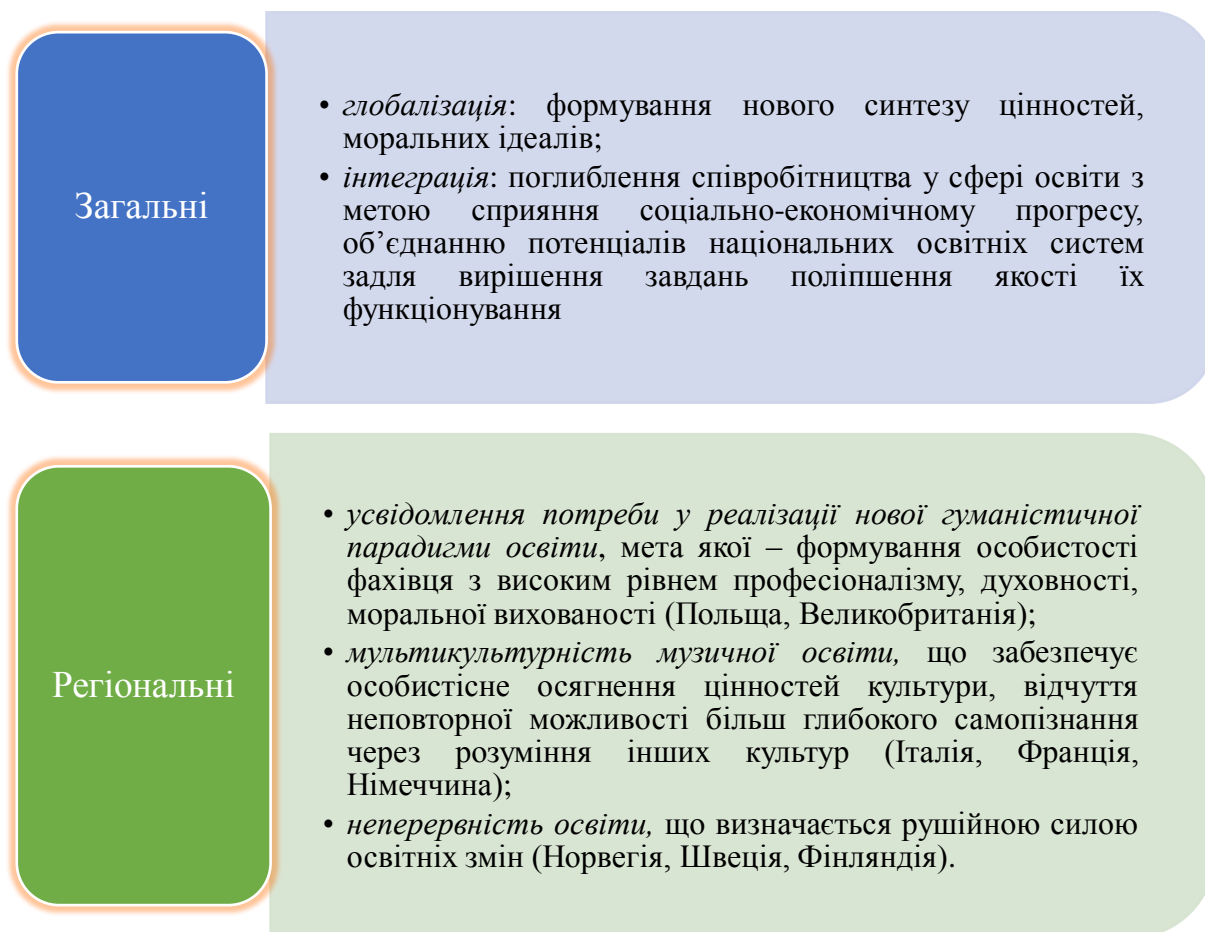 Загальні
• глобалізація: формування нового синтезу цінностей,
моральних ідеалів;
• інтеграція: поглиблення співробітництва у сфері освіти з
метою сприяння соціально-економічному прогресу,
об’єднанню потенціалів національних освітніх систем
задля вирішення завдань поліпшення якості їх
функціонування
Регіональні
• усвідомлення потреби у реалізації нової гуманістичної
парадигми освіти, мета якої – формування особистості
фахівця з високим рівнем професіоналізму, духовності,
моральної вихованості (Польща, Великобританія);
• мультикультурність музичної освіти, що забезпечує
особистісне осягнення цінностей культури, відчуття
неповторної можливості більш глибокого самопізнання
через розуміння інших культур (Італія, Франція,
Німеччина);
• неперервність освіти, що визначається рушійною силою
освітніх змін (Норвегія, Швеція, Фінляндія).